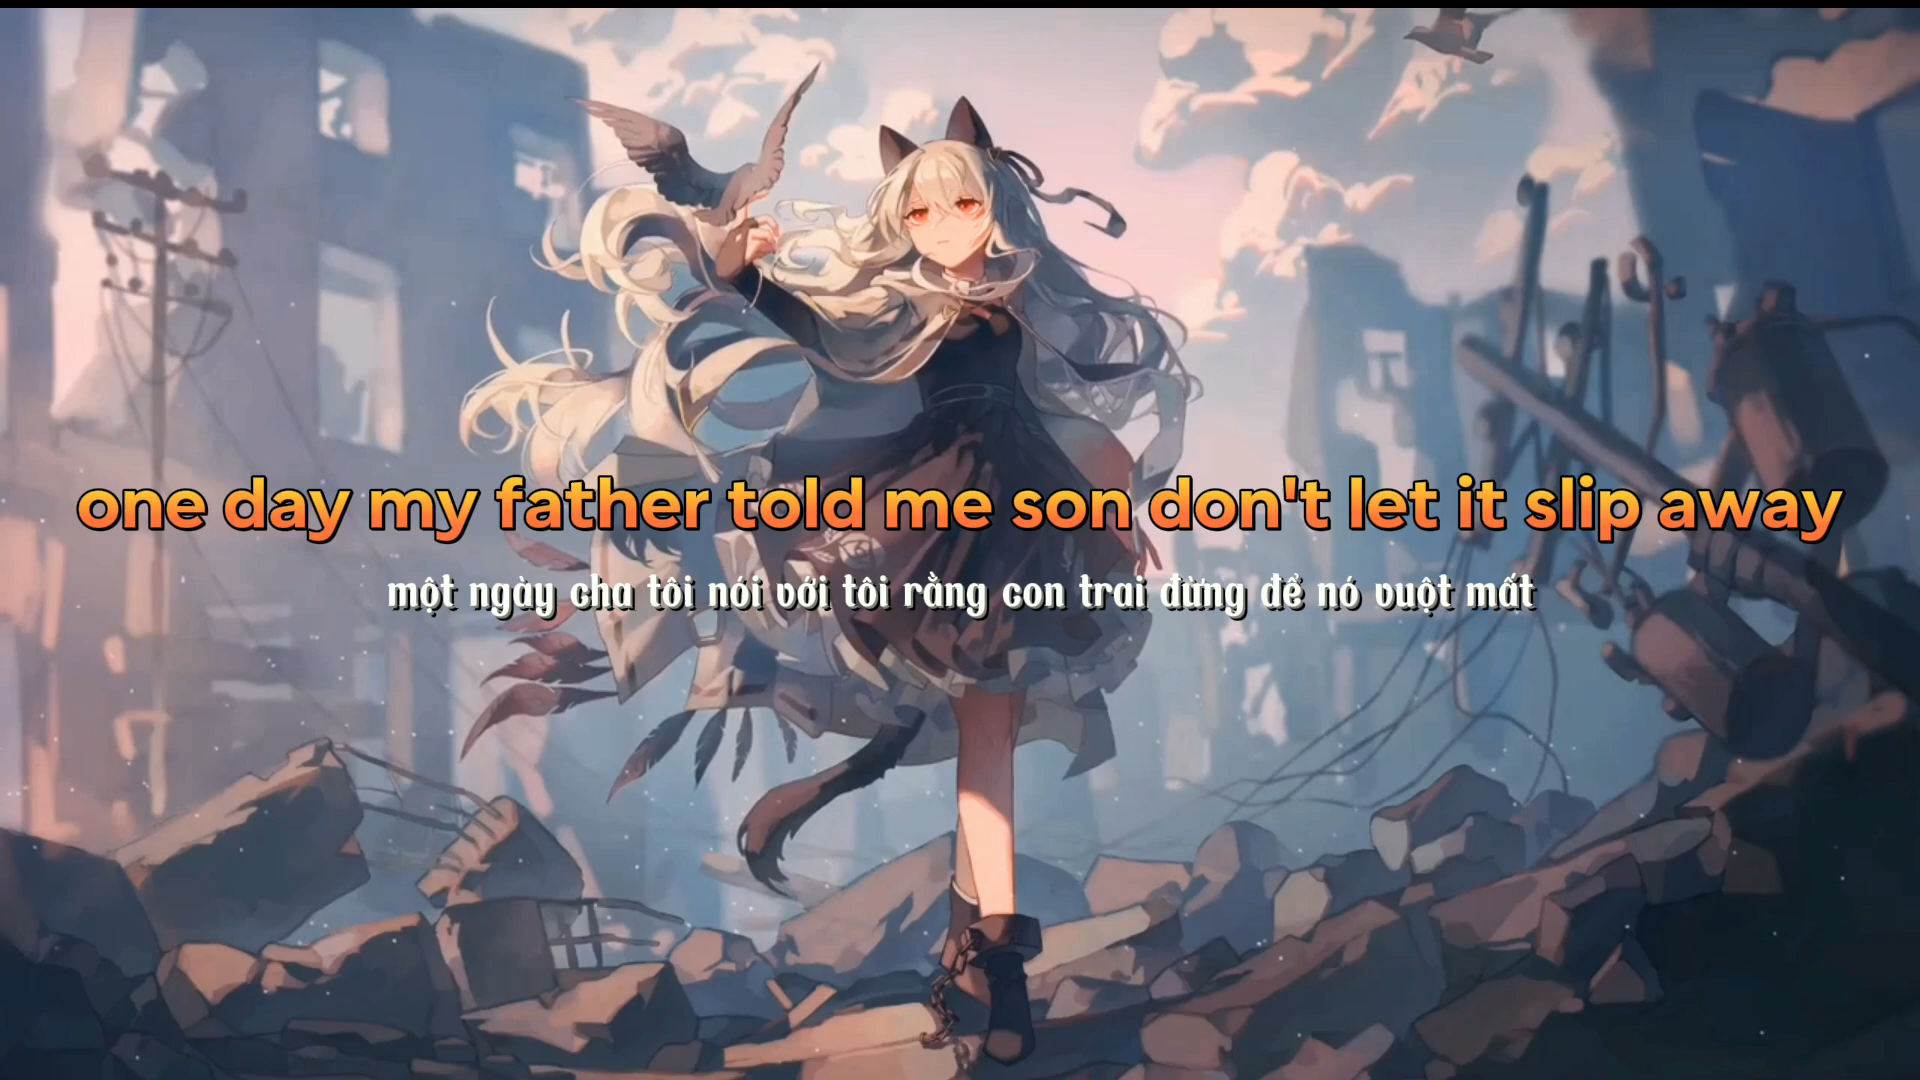 one day my father told me son don't let it slip away
một ngày cha tôi nói với tôi rằng con trai đừng để nó vuột mất